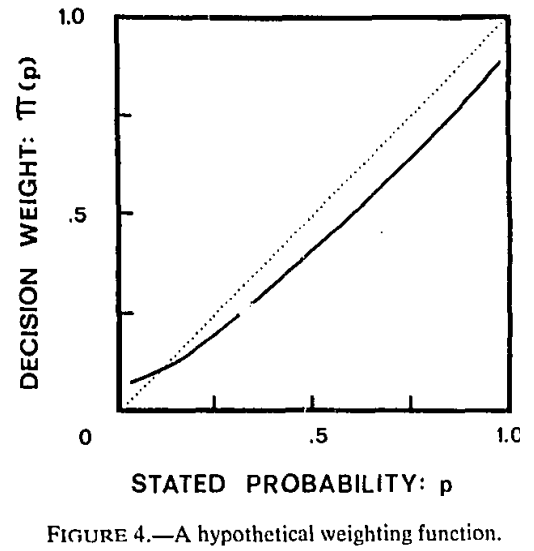 1.0
DECISION WEIGHT: π(p)
.5
0
.5
1.0
STATED PROBABILITY: p
FIGURE 4.—A hypothetical weighting function.